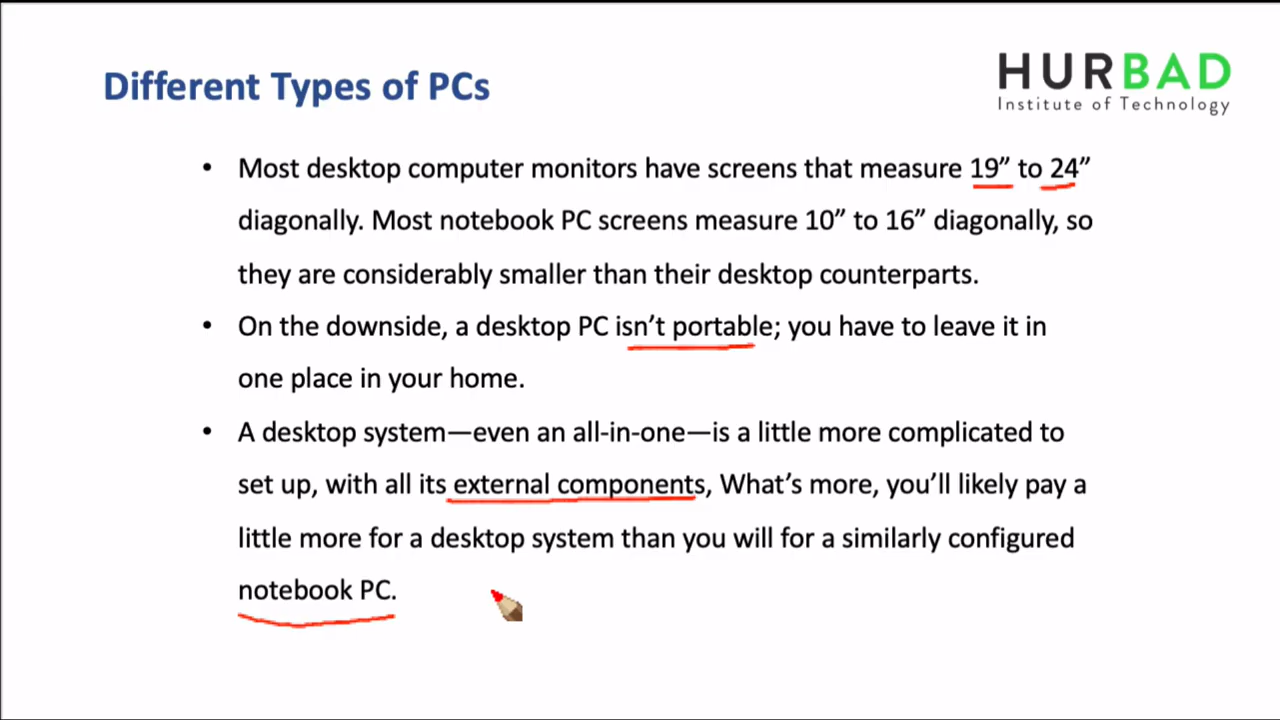 Different Types of PCs
HURBAD
Institute of Technology
• Most desktop computer monitors have screens that measure 19” to 24”
diagonally. Most notebook PC screens measure 10” to 16” diagonally, so
they are considerably smaller than their desktop counterparts.
• On the downside, a desktop PC isn’t portable; you have to leave it in
one place in your home.
• A desktop system—even an all-in-one—is a little more complicated to
set up, with all its external components, What’s more, you’ll likely pay a
little more for a desktop system than you will for a similarly configured
notebook PC.